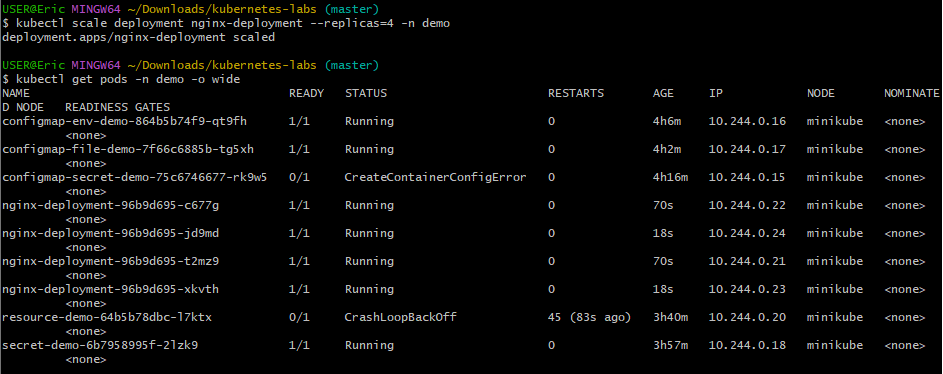 USER@Eric MINGW64 ~/Downloads/kubernetes-labs (master)
$ kubectl scale deployment nginx-deployment --replicas=4 -n demo
deployment.apps/nginx-deployment scaled
USER@Eric MINGW64 ~/Downloads/kubernetes-labs (master)
$ kubectl get pods -n demo -o wide
NAME READY STATUS RESTARTS AGE IP NODE NOMINATE
D NODE READINESS GATES
configmap-env-demo-864b5b74f9-qt9fh 1/1 Running 0 4h6m 10.244.0.16 minikube <none>
<none>
configmap-file-demo-7f66c6885b-tg5xh 1/1 Running 0 4h2m 10.244.0.17 minikube <none>
<none>
configmap-secret-demo-75c6746677-rk9w5 0/1 CreateContainerConfigError 0 4h16m 10.244.0.15 minikube <none>
<none>
nginx-deployment-96b9d695-c677g 1/1 Running 0 70s 10.244.0.22 minikube <none>
<none>
nginx-deployment-96b9d695-jd9md 1/1 Running 0 18s 10.244.0.24 minikube <none>
<none>
nginx-deployment-96b9d695-t2mz9 1/1 Running 0 70s 10.244.0.21 minikube <none>
<none>
nginx-deployment-96b9d695-xkvth 1/1 Running 0 18s 10.244.0.23 minikube <none>
<none>
resource-demo-64b5b78dbc-l7ktx 0/1 CrashLoopBackOff 45 (83s ago) 3h40m 10.244.0.20 minikube <none>
<none>
secret-demo-6b7958995f-2lzk9 1/1 Running 0 3h57m 10.244.0.18 minikube <none>
<none>